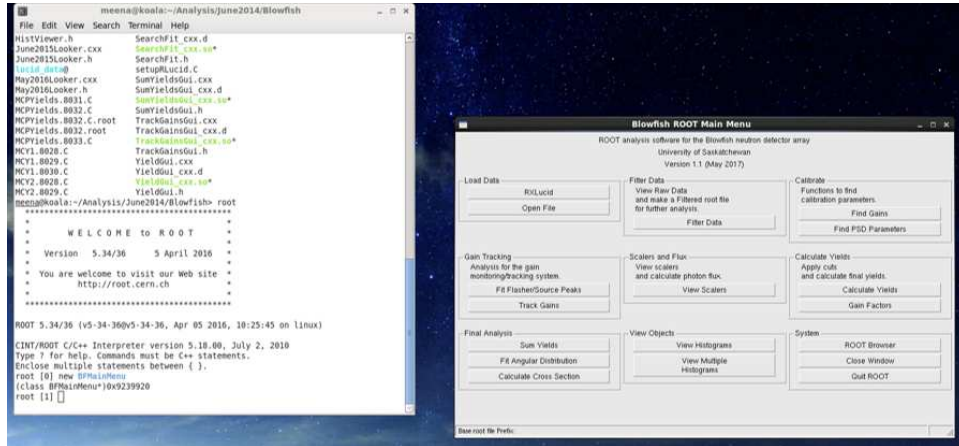 meena@koala:~/Analysis/June2014/Blowfish
File Edit View Search Terminal Help
HistViewer.h SearchFit_cxx.d
June2015Looker.cxx SearchFit_cxx.so*
June2015Looker.h SearchFit.h
lucid_data@ setupRLucid.C
May2016Looker.cxx SumYieldsGui.cxx
May2016Looker.h SumYieldsGui_cxx.d
MCPYields.8031.C SumYieldsGui_cxx.so*
MCPYields.8032.C SumYieldsGui.h
MCPYields.8032.C.root TrackGainsGui.cxx
MCPYields.8032.root TrackGainsGui_cxx.d
MCPYields.8033.C TrackGainsGui_cxx.so*
MCY1.8028.C TrackGainsGui.h
MCY1.8029.C YieldGui.cxx
MCY1.8030.C YieldGui_cxx.d
MCY2.8028.C YieldGui_cxx.so*
MCY2.8029.C YieldGui.h
meena@koala:~/Analysis/June2014/Blowfish> root
*******************************************
* *
* W E L C O M E to R O O T *
* *
* Version 5.34/36 5 April 2016 *
* *
* You are welcome to visit our Web site *
* http://root.cern.ch *
* *
*******************************************
ROOT 5.34/36 (v5-34-36@v5-34-36, Apr 05 2016, 10:25:45 on linux)
CINT/ROOT C/C++ Interpreter version 5.18.00, July 2, 2010
Type ? for help. Commands must be C++ statements.
Enclose multiple statements between { }.
root [0] new BFMainMenu
(class BFMainMenu*)0x9239920
root [1]
Blowfish ROOT Main Menu
ROOT analysis software for the Blowfish neutron detector array
University of Saskatchewan
Version 1.1 (May 2017)
Load Data
RXLucid
Open File
Filter Data
View Raw Data
and make a Filtered root file
for further analysis.
Filter Data
Calibrate
Functions to find
calibration parameters.
Find Gains
Find PSD Parameters
Gain Tracking
Analysis for the gain
monitoring/tracking system.
Fit Flasher/Source Peaks
Track Gains
Scalers and Flux
View scalers
and calculate photon flux.
View Scalers
Calculate Yields
Apply cuts
and calculate final yields.
Calculate Yields
Gain Factors
Final Analysis
Sum Yields
Fit Angular Distribution
Calculate Cross Section
View Objects
View Histograms
View Multiple
Histograms
System
ROOT Browser
Close Window
Quit ROOT
Base root file Prefix: